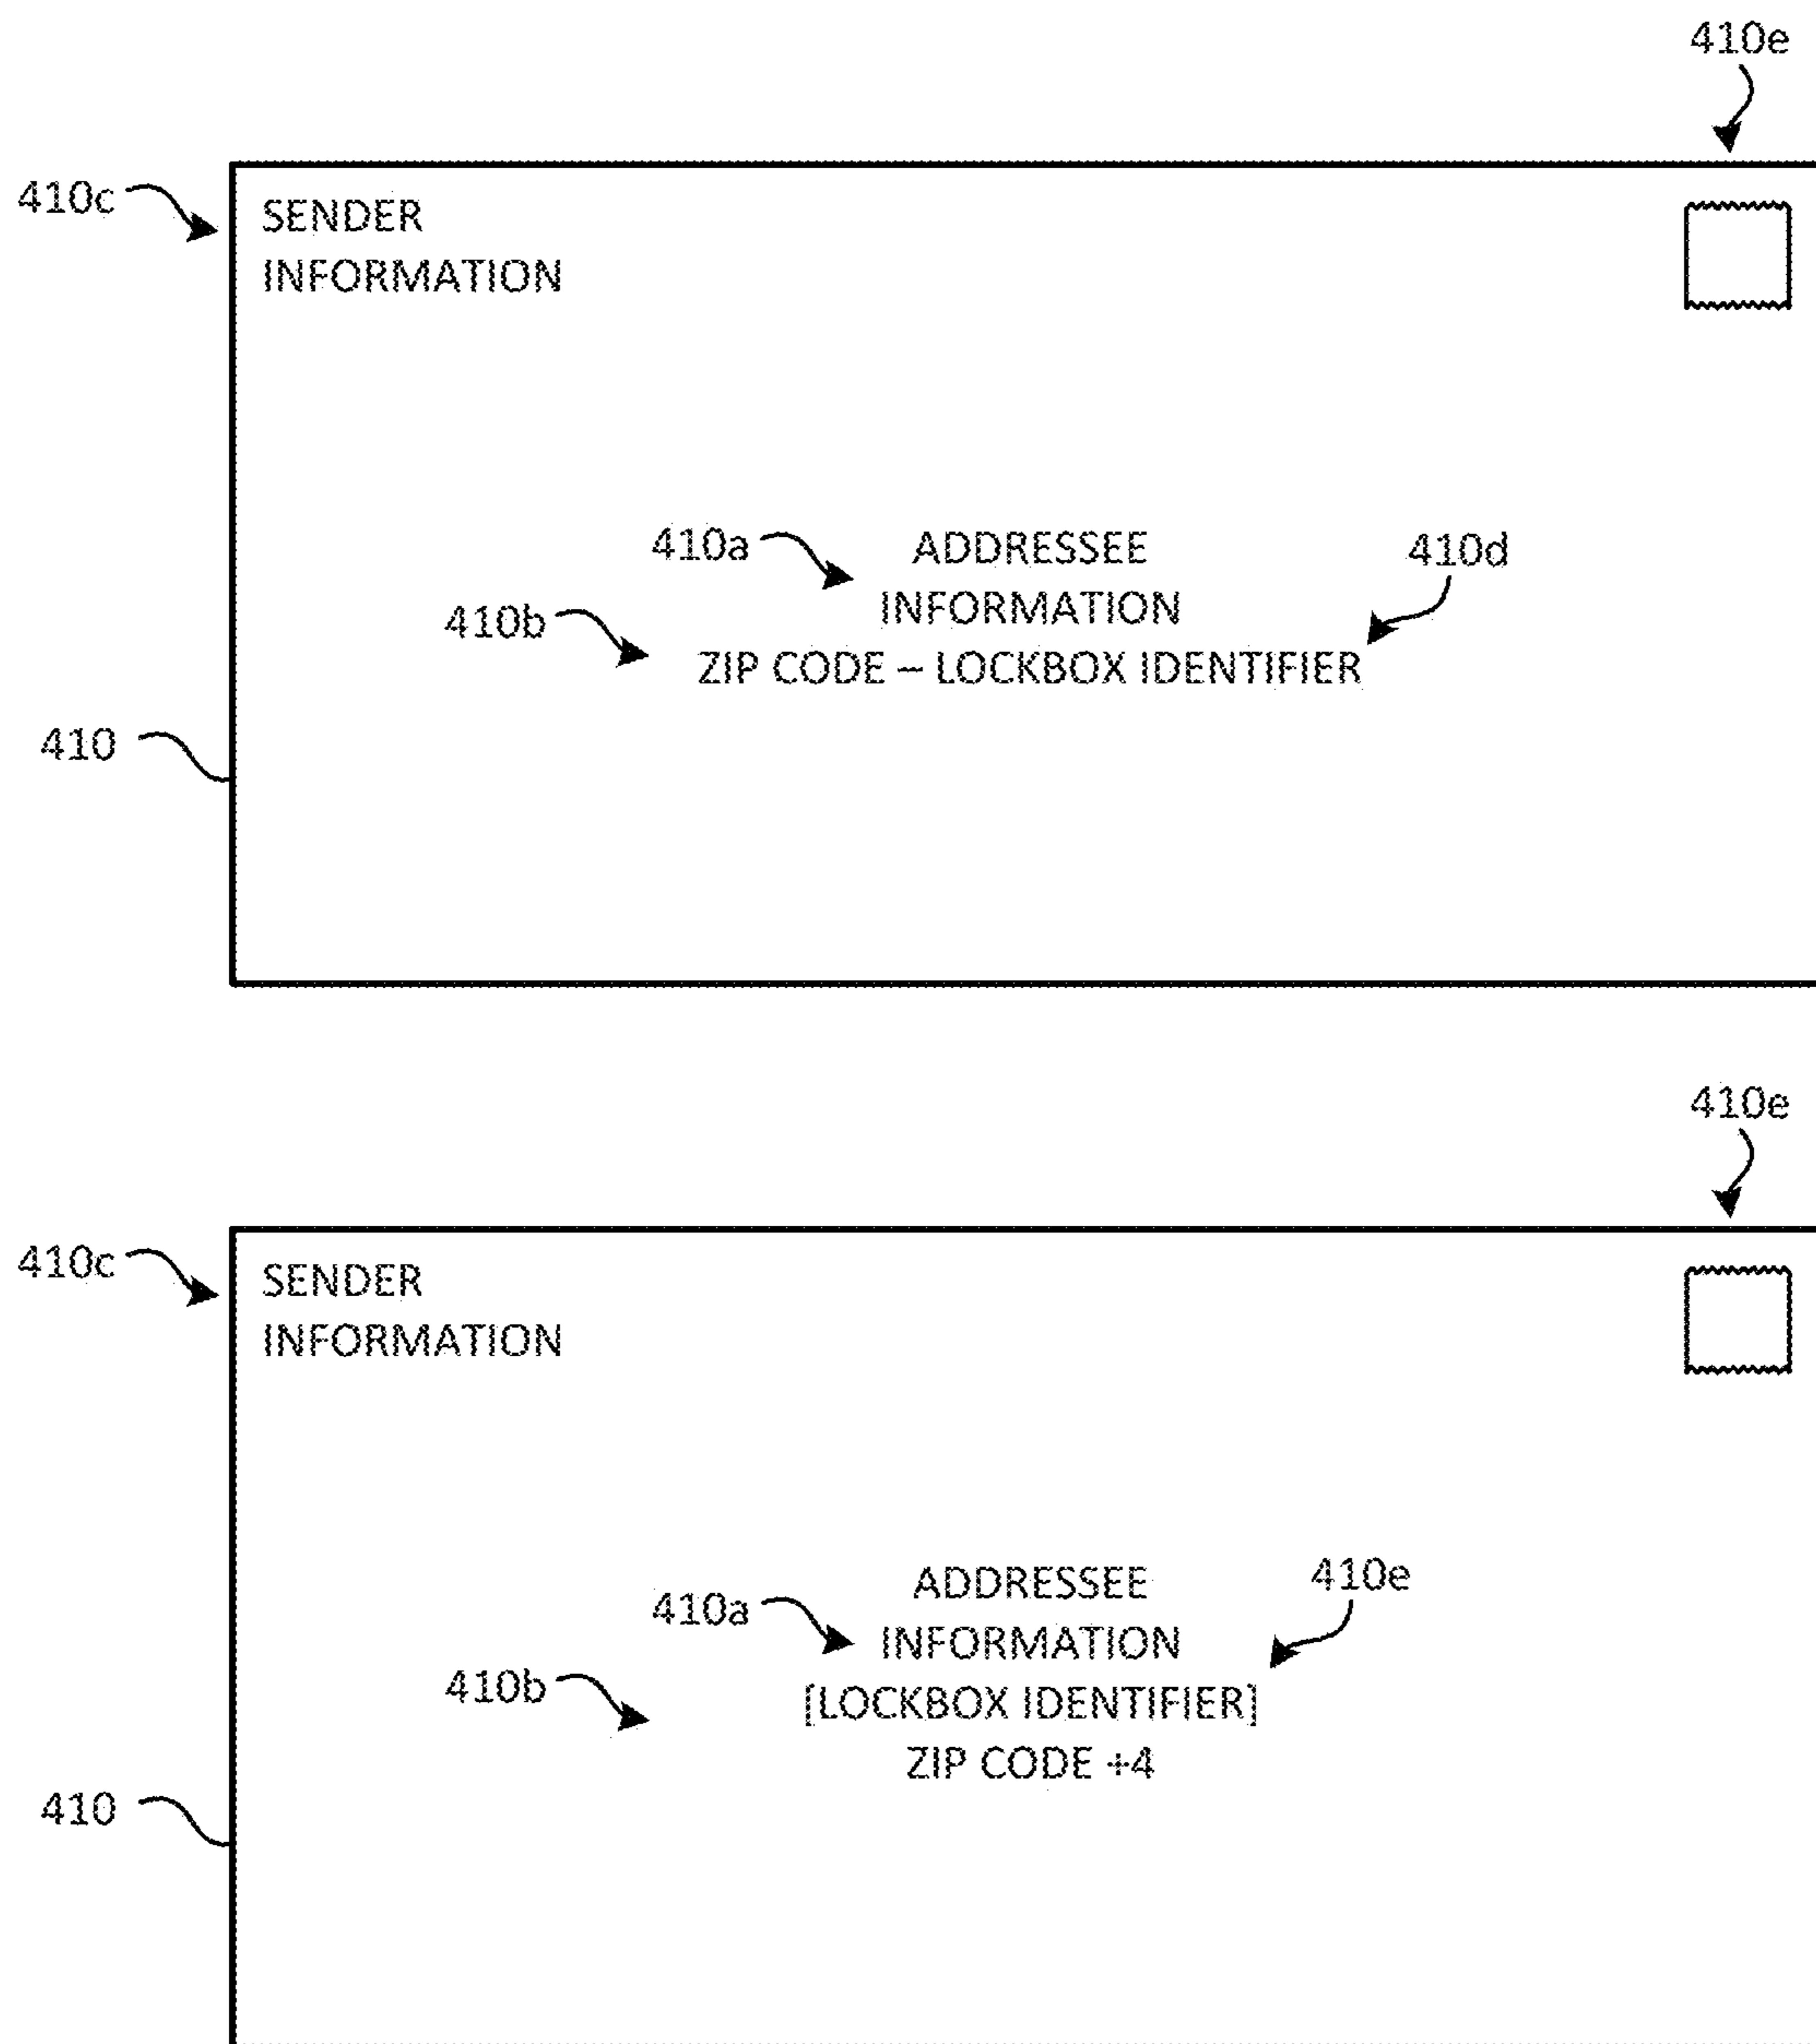 410e
410c
SENDER
INFORMATION
410a
ADDRESSEE
410d
INFORMATION
410b
ZIP CODE – LOCKBOX IDENTIFIER
410
410e
410c
SENDER
INFORMATION
410a
ADDRESSEE
410e
INFORMATION
410b
[LOCKBOX IDENTIFIER]
ZIP CODE +4
410